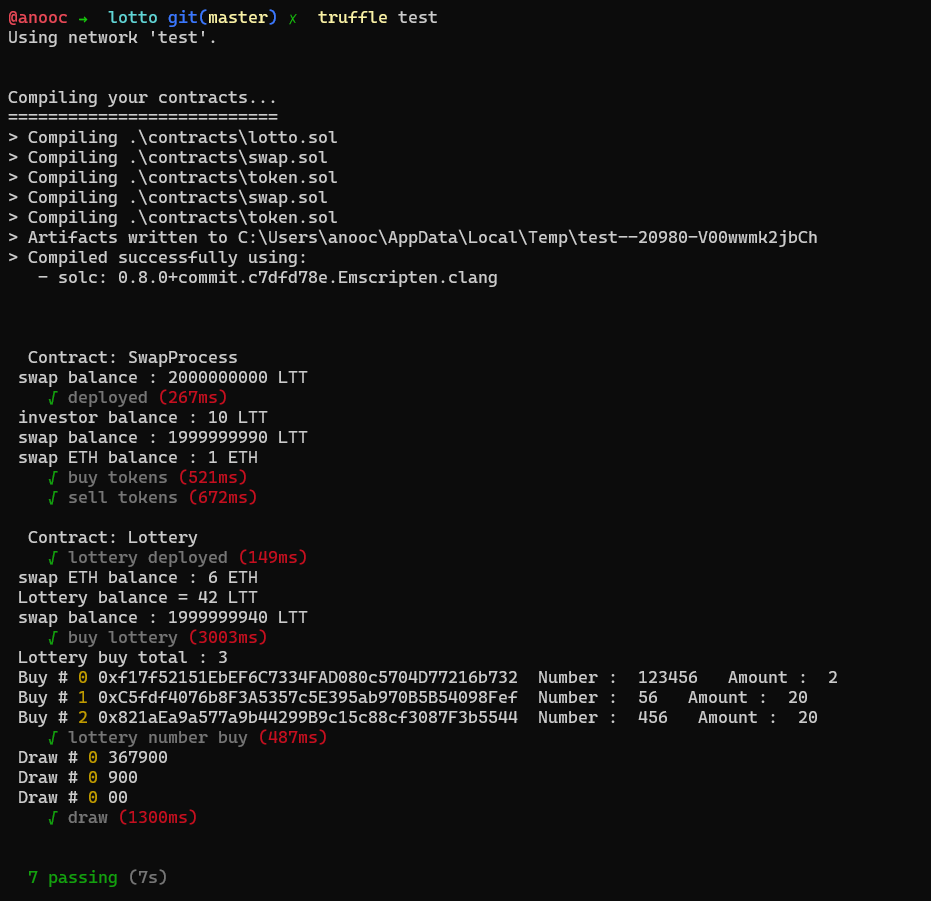 @anooc → lotto git(master) ✗ truffle test
Using network 'test'.
Compiling your contracts...
===========================
> Compiling .\contracts\lotto.sol
> Compiling .\contracts\swap.sol
> Compiling .\contracts\token.sol
> Compiling .\contracts\swap.sol
> Compiling .\contracts\token.sol
> Artifacts written to C:\Users\anooc\AppData\Local\Temp\test--20980-V00wwmk2jbCh
> Compiled successfully using:
- solc: 0.8.0+commit.c7dfd78e.Emscripten.clang
Contract: SwapProcess
swap balance : 2000000000 LTT
√ deployed (267ms)
investor balance : 10 LTT
swap balance : 1999999990 LTT
swap ETH balance : 1 ETH
√ buy tokens (521ms)
√ sell tokens (672ms)
Contract: Lottery
√ lottery deployed (149ms)
swap ETH balance : 6 ETH
Lottery balance = 42 LTT
swap balance : 1999999940 LTT
√ buy lottery (3003ms)
Lottery buy total : 3
Buy # 0 0xf17f52151EbEF6C7334FAD080c5704D77216b732 Number : 123456 Amount : 2
Buy # 1 0xC5fdf4076b8F3A5357c5E395ab970B5B54098Fef Number : 56 Amount : 20
Buy # 2 0x821aEa9a577a9b44299B9c15c88cf3087F3b5544 Number : 456 Amount : 20
√ lottery number buy (487ms)
Draw # 0 367900
Draw # 0 900
Draw # 0 00
√ draw (1300ms)
7 passing (7s)